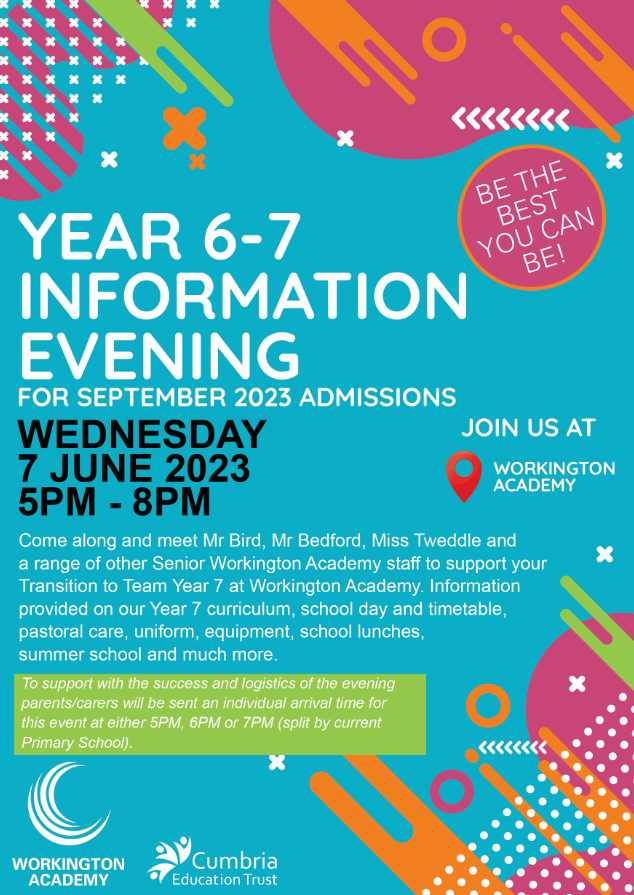 BE THE
BEST
YOU CAN
BE!
YEAR 6-7
INFORMATION
EVENING
FOR SEPTEMBER 2023 ADMISSIONS
WEDNESDAY
7 JUNE 2023
5PM - 8PM
JOIN US AT
WORKINGTON
ACADEMY
Come along and meet Mr Bird, Mr Bedford, Miss Tweddle and
a range of other Senior Workington Academy staff to support your
Transition to Team Year 7 at Workington Academy. Information
provided on our Year 7 curriculum, school day and timetable,
pastoral care, uniform, equipment, school lunches,
summer school and much more.
To support with the success and logistics of the evening
parents/carers will be sent an individual arrival time for
this event at either 5PM, 6PM or 7PM (split by current
Primary School).
WORKINGTON
ACADEMY
Cumbria
Education Trust